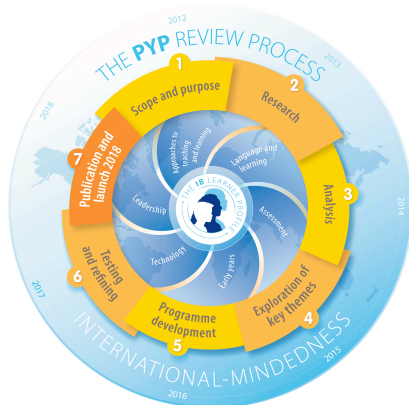 2012
THE PYP REVIEW PROCESS
2013
2014
2015
2016
2017
2018
1
Scope and purpose
2
Research
3
Analysis
4
Exploration of
key themes
5
Programme
development
6
Testing
and refining
7
Publication and
launch 2018
Approaches to
teaching
and learning
Language and
learning
Assessment
Early years
Technology
Leadership
THE IB LEARNER PROFILE
INTERNATIONAL-MINDEDNESS